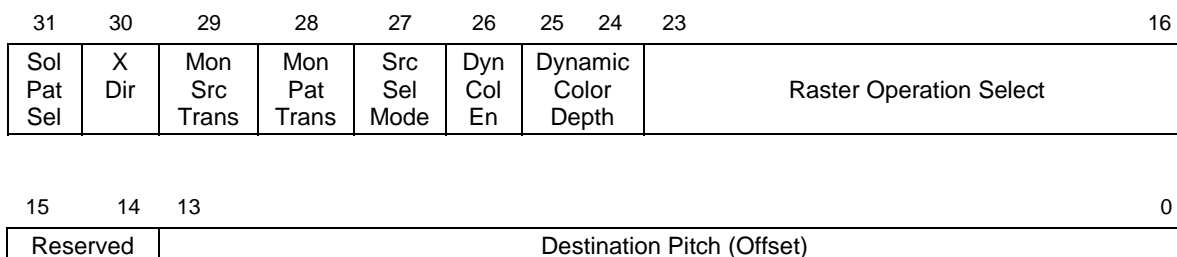 31 30 29 28 27 26 25 24 23 16
Sol Pat Sel
X Dir
Mon Src Trans
Mon Pat Trans
Src Sel Mode
Dyn Col En
Dynamic Color Depth
Raster Operation Select
15 14 13 0
Reserved
Destination Pitch (Offset)